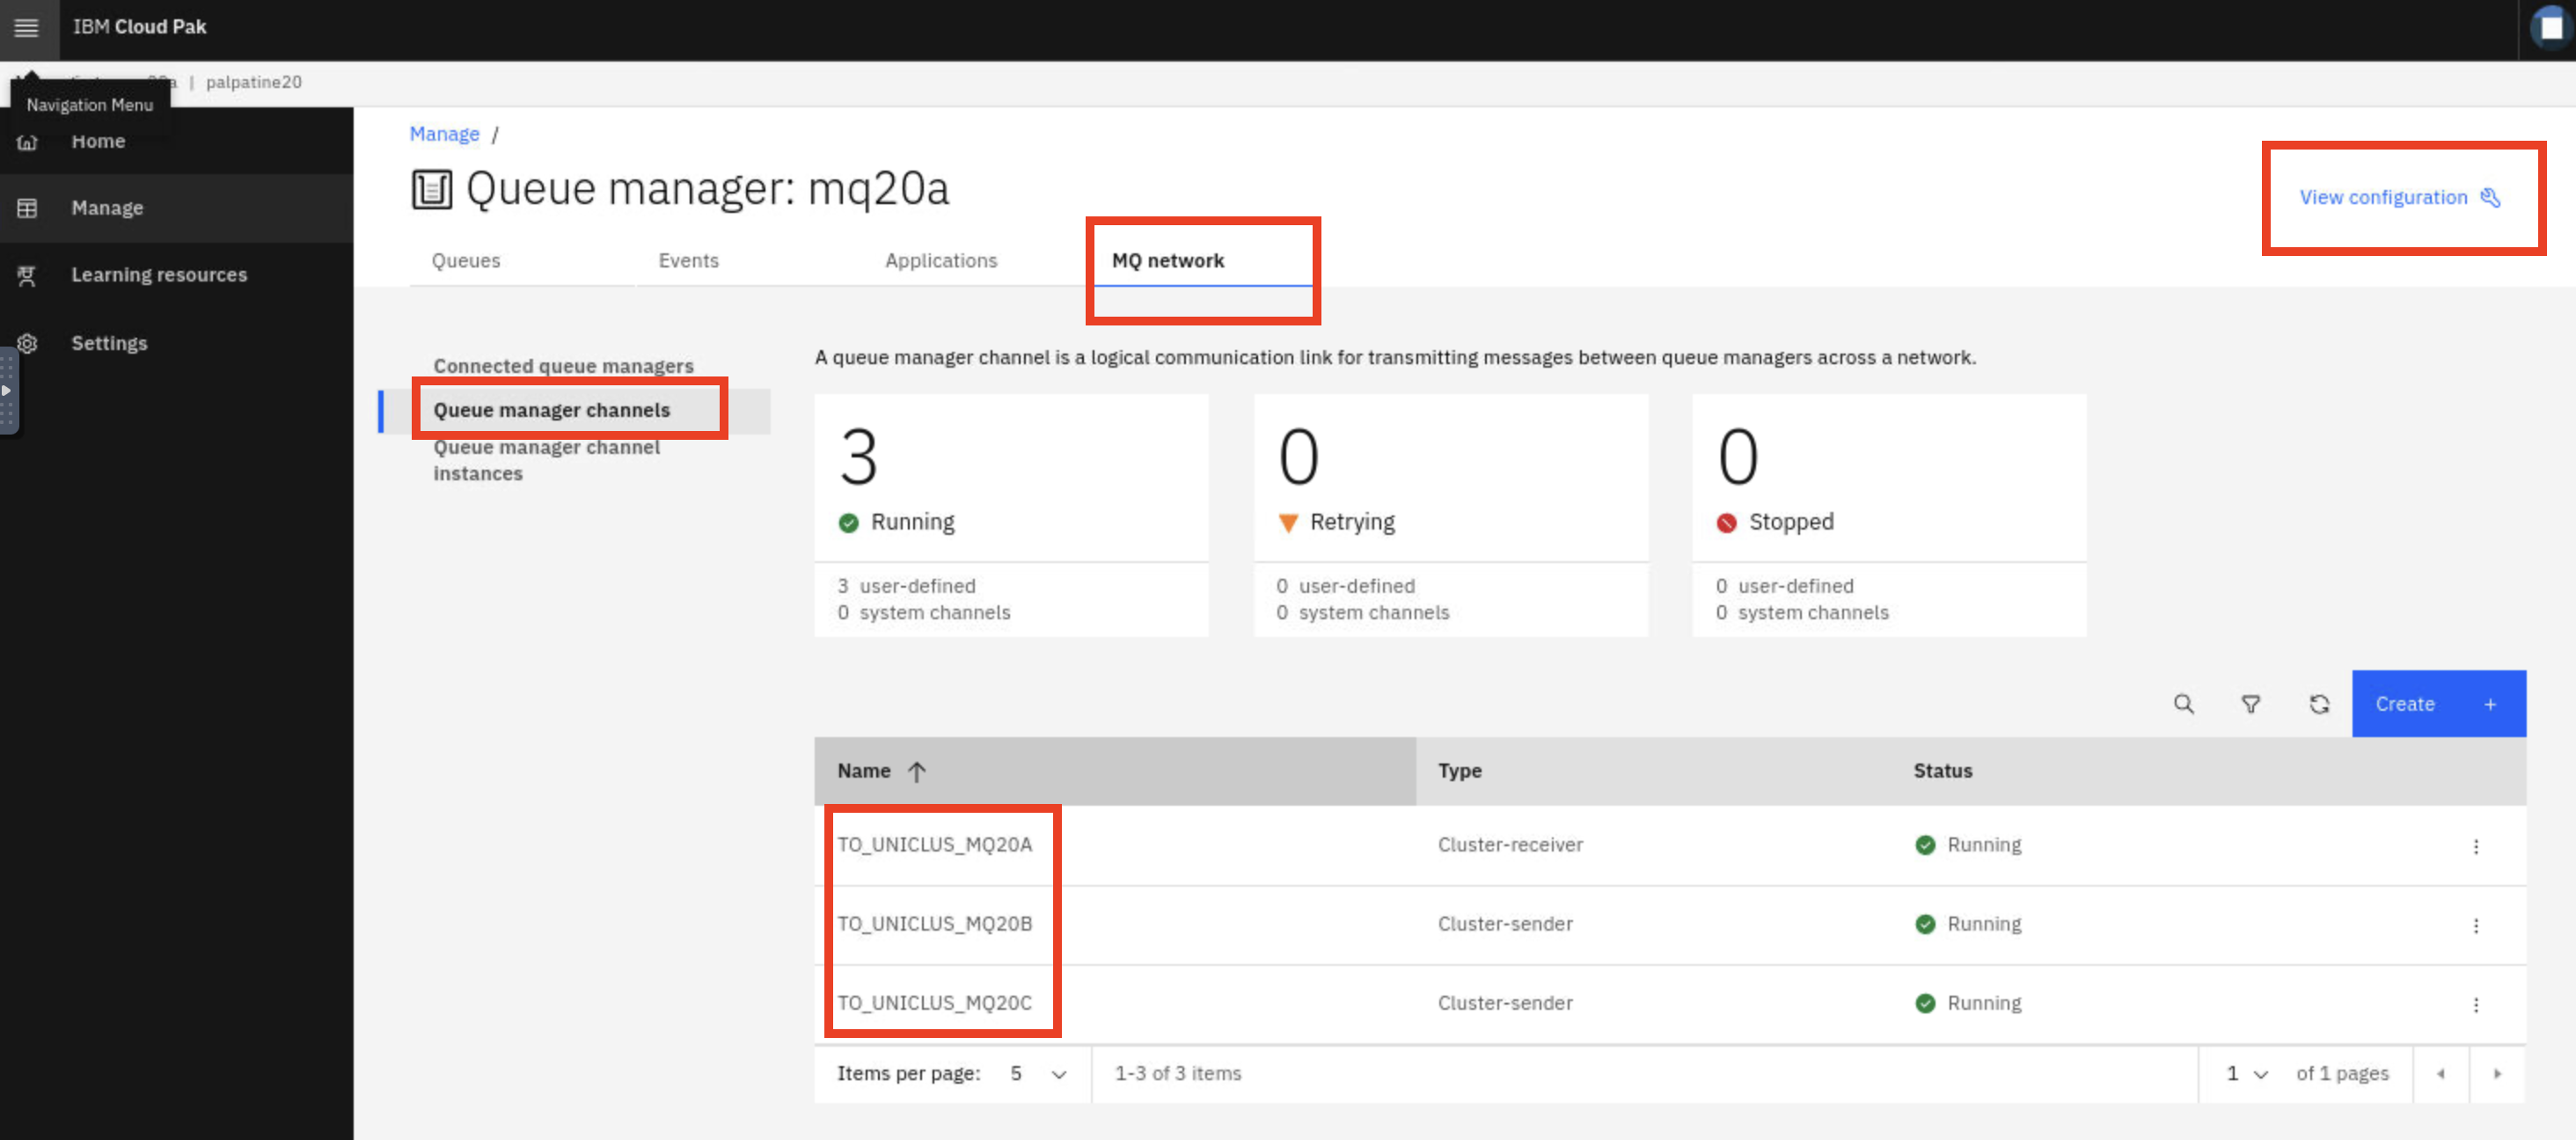 IBM Cloud Pak
a | palpatine20
Navigation Menu
Home
Manage
Learning resources
Settings
Manage /
Queue manager: mq20a
View configuration
Queues Events Applications MQ network
Connected queue managers
Queue manager channels
Queue manager channel
instances
A queue manager channel is a logical communication link for transmitting messages between queue managers across a network.
3 0 0
Running Retrying Stopped
3 user-defined 0 user-defined 0 user-defined
0 system channels 0 system channels 0 system channels
Create +
Name Type Status
TO_UNICLUS_MQ20A Cluster-receiver Running
TO_UNICLUS_MQ20B Cluster-sender Running
TO_UNICLUS_MQ20C Cluster-sender Running
Items per page: 5 1-3 of 3 items 1 of 1 pages